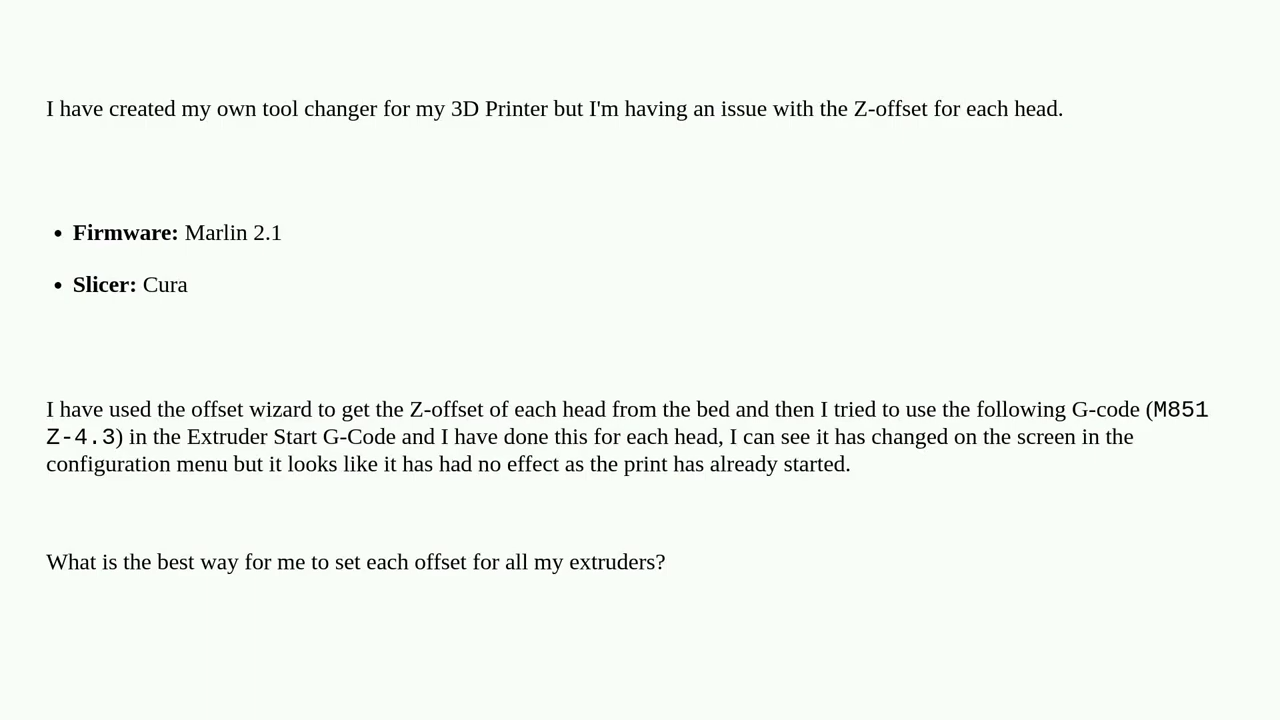 I have created my own tool changer for my 3D Printer but I'm having an issue with the Z-offset for each head.
• Firmware: Marlin 2.1
• Slicer: Cura
I have used the offset wizard to get the Z-offset of each head from the bed and then I tried to use the following G-code (M851
Z-4.3) in the Extruder Start G-Code and I have done this for each head, I can see it has changed on the screen in the
configuration menu but it looks like it has had no effect as the print has already started.
What is the best way for me to set each offset for all my extruders?